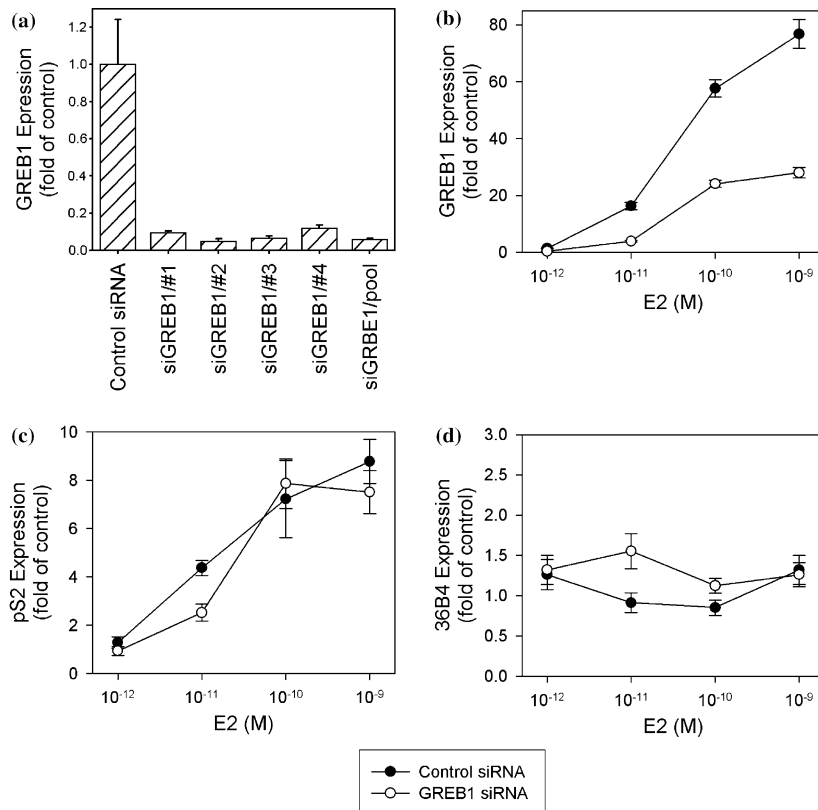 (a)
GREB1 Epression
(fold of control)
1.2
1.0
0.8
0.6
0.4
0.2
0.0
Control siRNA
siGREB1/#1
siGREB1/#2
siGREB1/#3
siGREB1/#4
siGRBE1/pool
(b)
GREB1 Expression
(fold of control)
80
60
40
20
0
10⁻¹² 10⁻¹¹ 10⁻¹⁰ 10⁻⁹
E2 (M)
(c)
pS2 Expression
(fold of control)
10
8
6
4
2
0
10⁻¹² 10⁻¹¹ 10⁻¹⁰ 10⁻⁹
E2 (M)
(d)
36B4 Expression
(fold of control)
3.0
2.5
2.0
1.5
1.0
0.5
0.0
10⁻¹² 10⁻¹¹ 10⁻¹⁰ 10⁻⁹
E2 (M)
Control siRNA
GREB1 siRNA